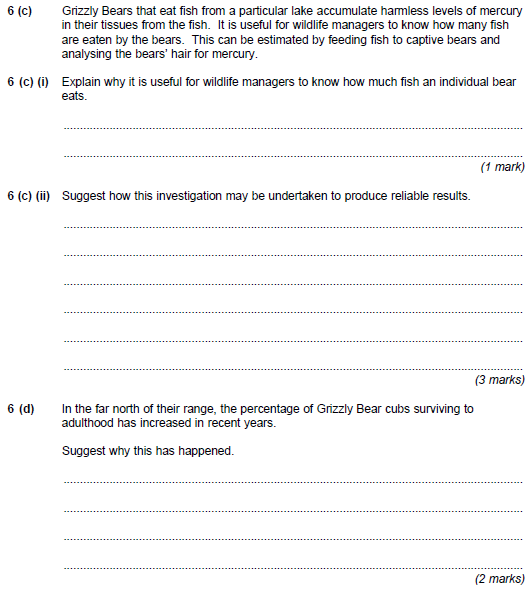 6 (c) Grizzly Bears that eat fish from a particular lake accumulate harmless levels of mercury
in their tissues from the fish. It is useful for wildlife managers to know how many fish
are eaten by the bears. This can be estimated by feeding fish to captive bears and
analysing the bears' hair for mercury.
6 (c) (i) Explain why it is useful for wildlife managers to know how much fish an individual bear
eats.
(1 mark)
6 (c) (ii) Suggest how this investigation may be undertaken to produce reliable results.
(3 marks)
6 (d) In the far north of their range, the percentage of Grizzly Bear cubs surviving to
adulthood has increased in recent years.
Suggest why this has happened.
(2 marks)